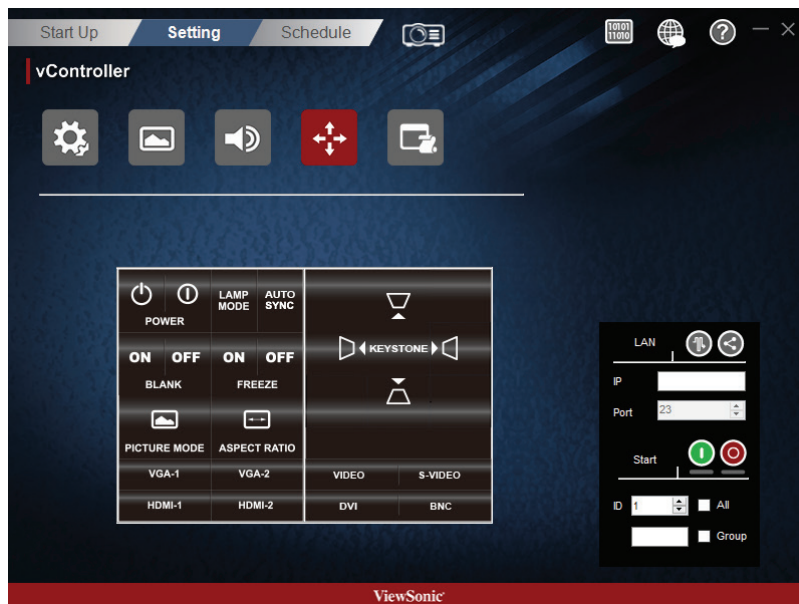 Start Up Setting Schedule 10101 11010 ?
vController
LAMP MODE AUTO SYNC
POWER
KEYSTONE
ON OFF ON OFF
BLANK FREEZE
PICTURE MODE ASPECT RATIO
VGA-1 VGA-2 VIDEO S-VIDEO
HDMI-1 HDMI-2 DVI BNC
LAN
IP
Port 23
Start
ID 1 All
Group
ViewSonic